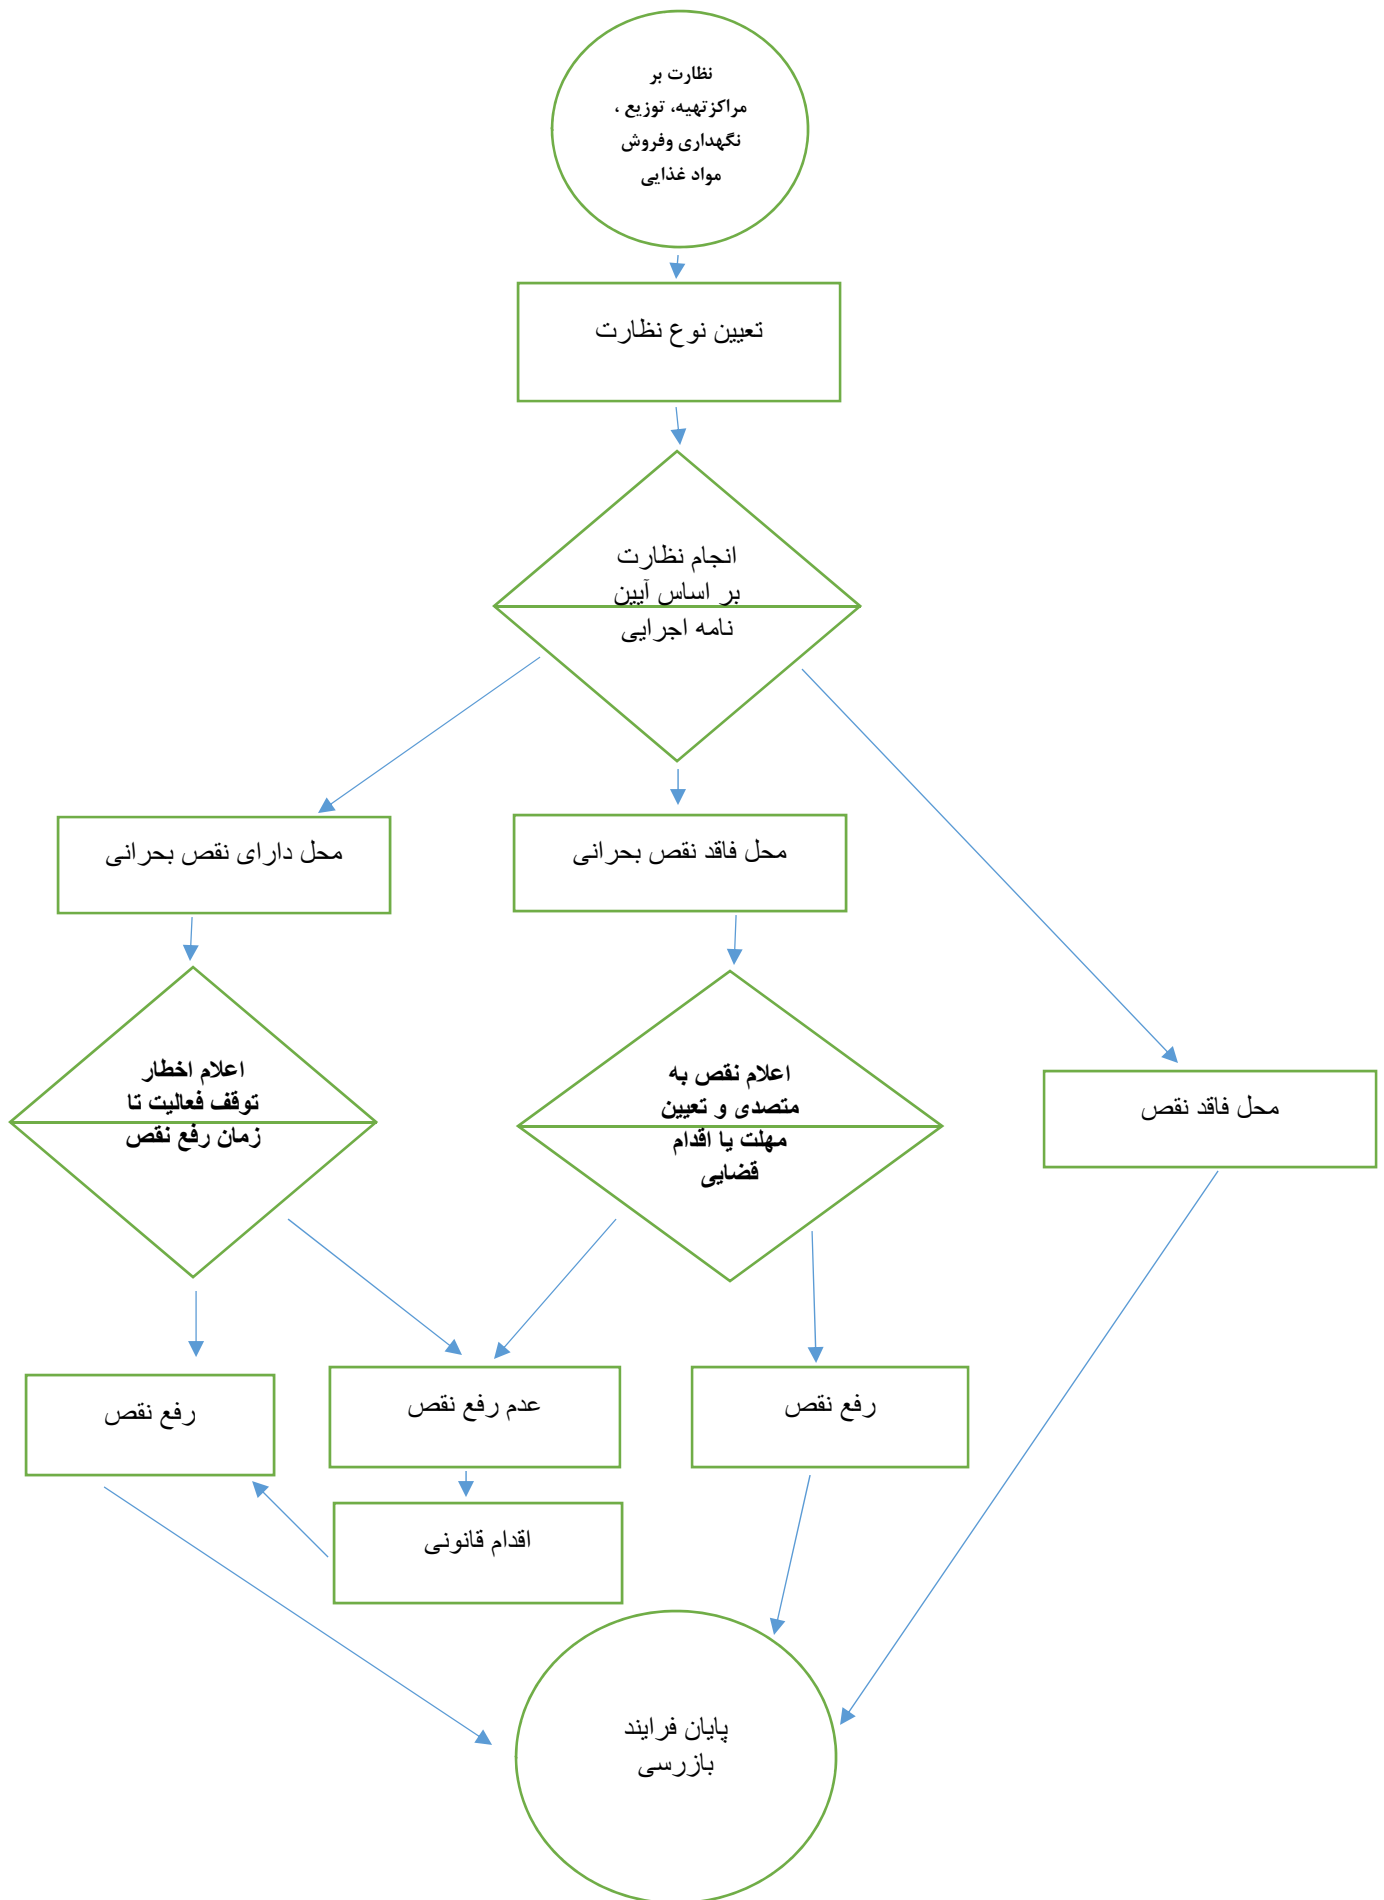 نظارت بر
مراکزتهیه، توزیع ،
نگهداری وفروش
مواد غذایی
تعیین نوع نظارت
انجام نظارت
بر اساس آیین
نامه اجرایی
محل فاقد نقص بحرانی
محل دارای نقص بحرانی
اعلام نقص به
متصدی و تعیین
مهلت یا اقدام
قضایی
اعلام اخطار
توقف فعالیت تا
زمان رفع نقص
محل فاقد نقص
رفع نقص
عدم رفع نقص
رفع نقص
اقدام قانونی
پایان فرایند
بازرسی